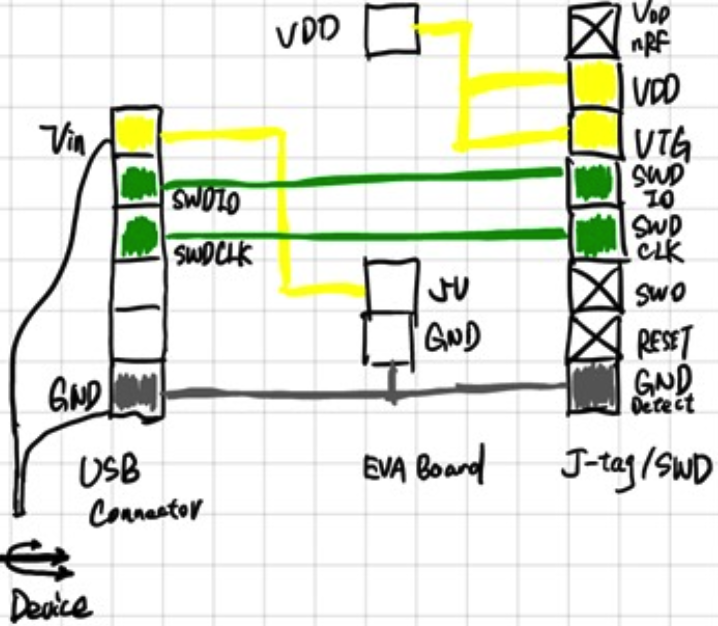 VDD
VDD
nRF
VDD
Vin
VTG
SWDIO
SWD
IO
SWDCLK
SWD
CLK
5V
SWO
GND
RESET
GND
GND
Detect
USB
Connector
EVA Board
J-tag/SWD
Device